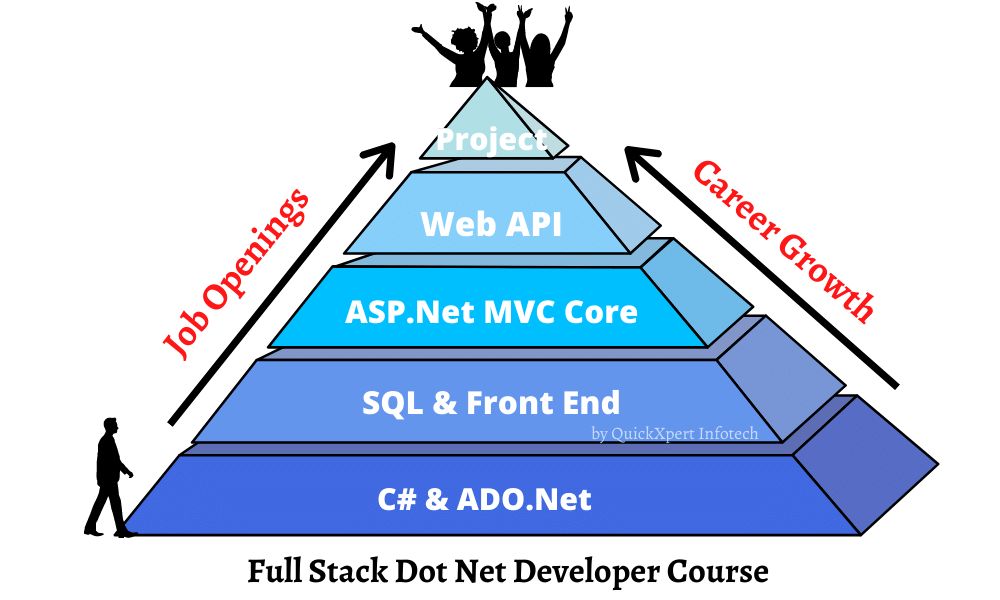 Project
Job Openings
Career Growth
Web API
ASP.Net MVC Core
SQL & Front End
by QuickXpert Infotech
C# & ADO.Net
Full Stack Dot Net Developer Course